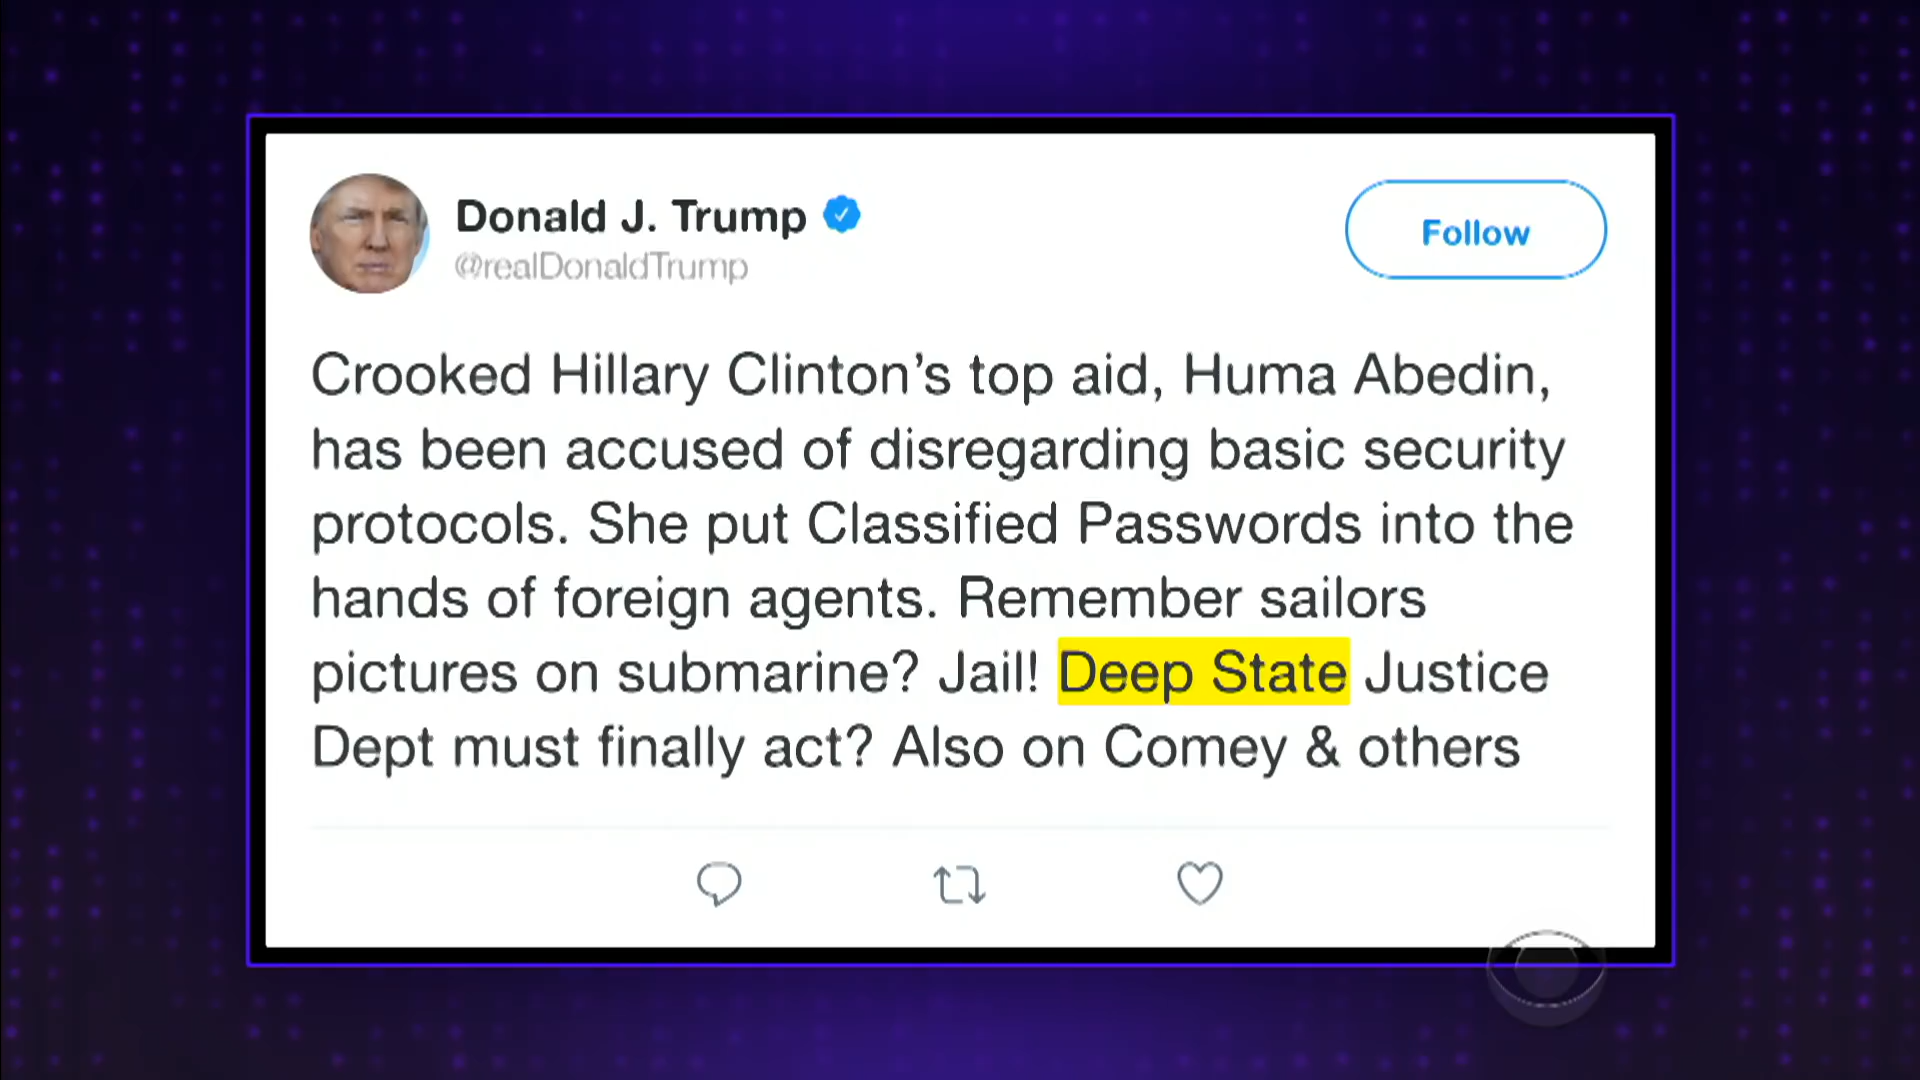 Donald J. Trump
@realDonaldTrump
Follow
Crooked Hillary Clinton’s top aid, Huma Abedin,
has been accused of disregarding basic security
protocols. She put Classified Passwords into the
hands of foreign agents. Remember sailors
pictures on submarine? Jail! Deep State Justice
Dept must finally act? Also on Comey & others